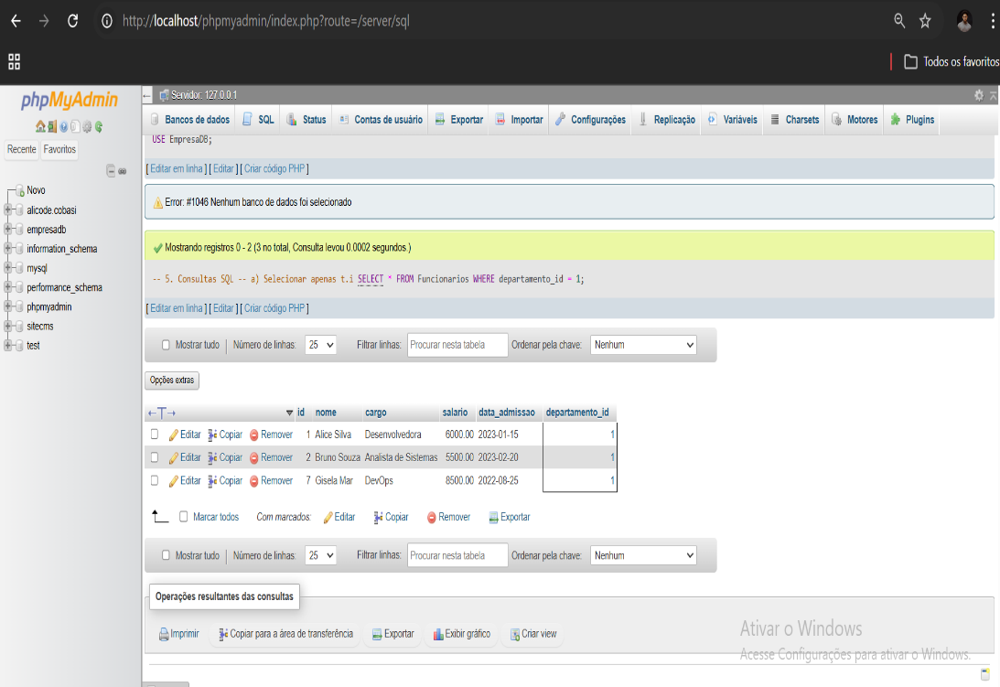 http://localhost/phpmyadmin/index.php?route=/server/sql
Todos os favoritos
phpMyAdmin
Recente Favoritos
Novo
alicode.cobasi
empresadb
information_schema
mysql
performance_schema
phpmyadmin
sitecms
test
Servidor: 127.0.0.1
Bancos de dados SQL Status Contas de usuário Exportar Importar Configurações Replicação Variáveis Charsets Motores Plugins
USE EmpresaDB;
[ Editar em linha ] [ Editar ] [ Criar código PHP ]
Error: #1046 Nenhum banco de dados foi selecionado
Mostrando registros 0 - 2 (3 no total, Consulta levou 0.0002 segundos.)
-- 5. Consultas SQL -- a) Selecionar apenas t.i SELECT * FROM Funcionarios WHERE departamento_id = 1;
[ Editar em linha ] [ Editar ] [ Criar código PHP ]
Mostrar tudo | Número de linhas: 25 Filtrar linhas: Procurar nesta tabela Ordenar pela chave: Nenhum
Opções extras
←T→ id nome cargo salario data_admissao departamento_id
Editar Copiar Remover 1 Alice Silva Desenvolvedora 6000.00 2023-01-15 1
Editar Copiar Remover 2 Bruno Souza Analista de Sistemas 5500.00 2023-02-20 1
Editar Copiar Remover 7 Gisela Mar DevOps 8500.00 2022-08-25 1
Marcar todos Com marcados: Editar Copiar Remover Exportar
Mostrar tudo | Número de linhas: 25 Filtrar linhas: Procurar nesta tabela Ordenar pela chave: Nenhum
Operações resultantes das consultas
Imprimir Copiar para a área de transferência Exportar Exibir gráfico Criar view
Ativar o Windows
Acesse Configurações para ativar o Windows.